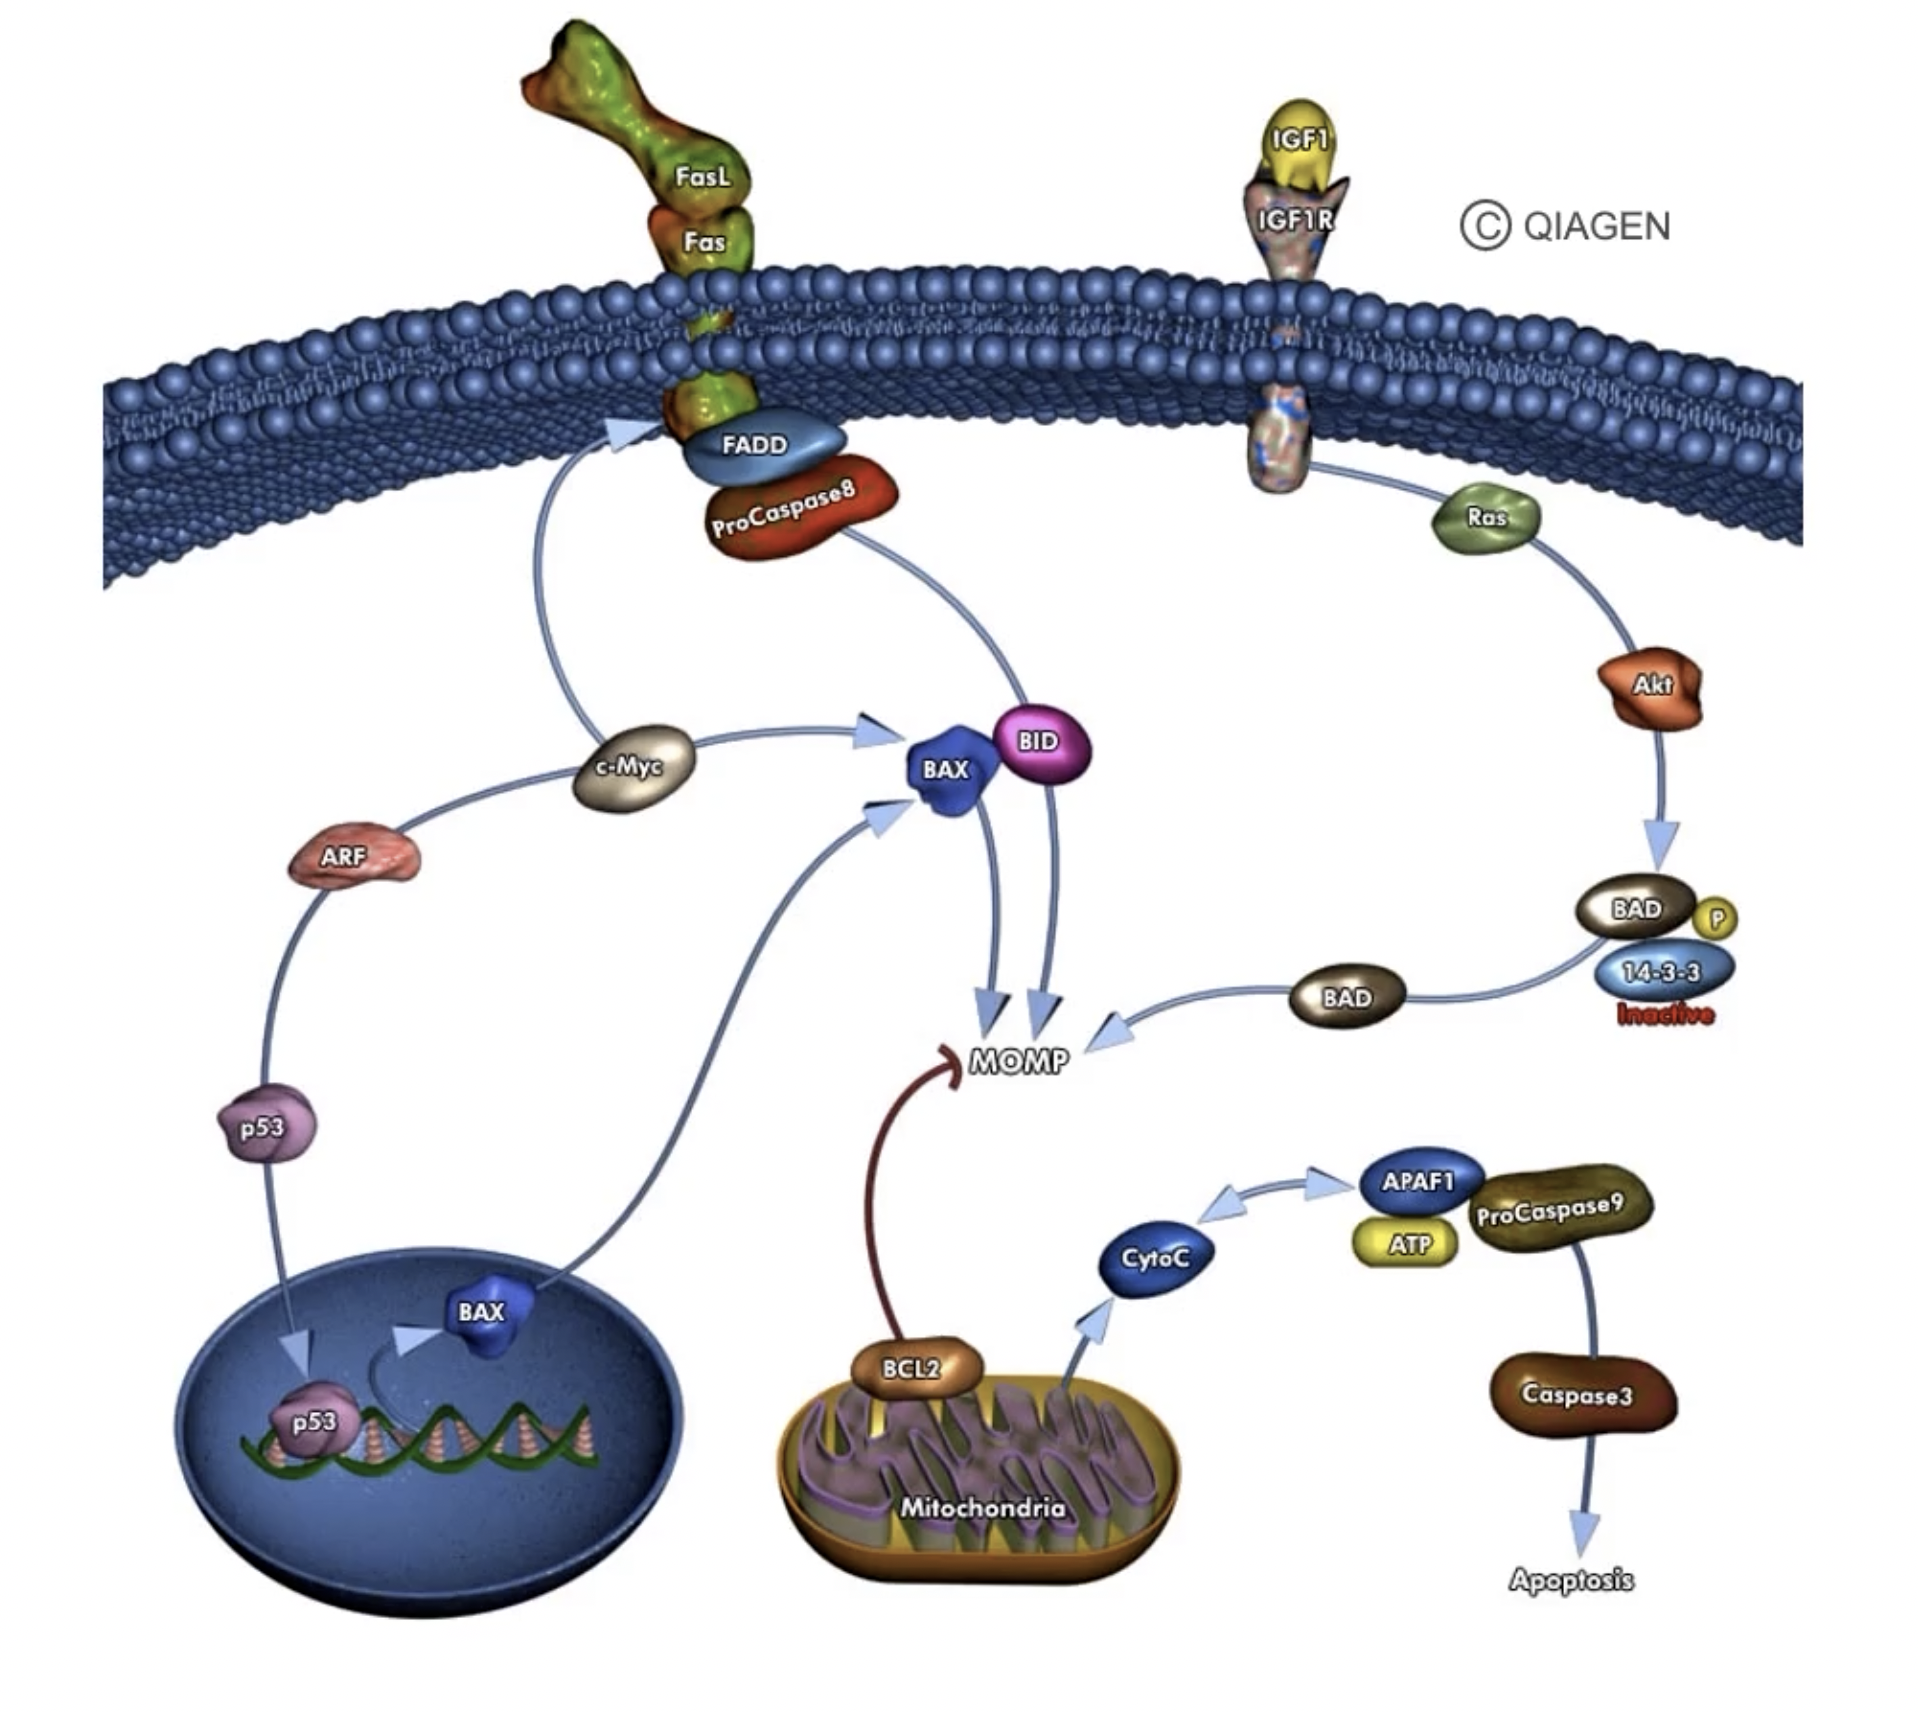 FasL
Fas
IGF1
IGF1R
© QIAGEN
FADD
ProCaspase8
Ras
Akt
c-Myc
BAX
BID
ARF
BAD
P
14-3-3
Inactive
BAD
MOMP
p53
APAF1
ProCaspase9
ATP
CytoC
BAX
BCL2
Caspase3
p53
Mitochondria
Apoptosis